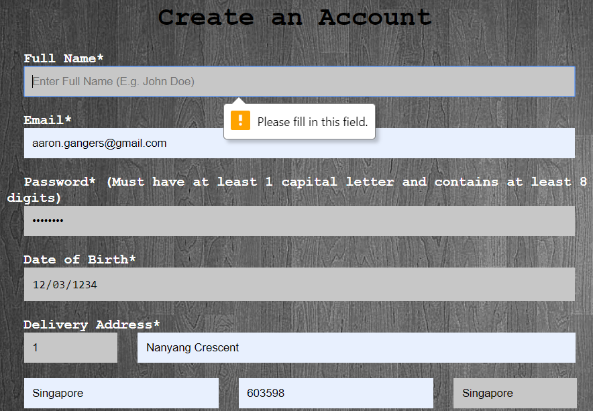 Create an Account
Full Name*
Enter Full Name (E.g. John Doe)
Please fill in this field.
Email*
aaron.gangers@gmail.com
Password* (Must have at least 1 capital letter and contains at least 8
digits)
••••••••
Date of Birth*
12/03/1234
Delivery Address*
1 Nanyang Crescent
Singapore 603598 Singapore